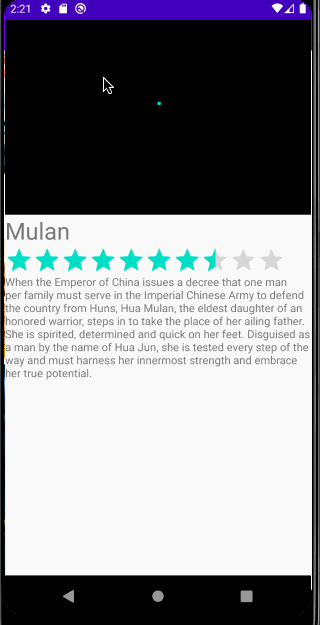 2:21
Mulan
When the Emperor of China issues a decree that one man
per family must serve in the Imperial Chinese Army to defend
the country from Huns, Hua Mulan, the eldest daughter of an
honored warrior, steps in to take the place of her ailing father.
She is spirited, determined and quick on her feet. Disguised as
a man by the name of Hua Jun, she is tested every step of the
way and must harness her innermost strength and embrace
her true potential.